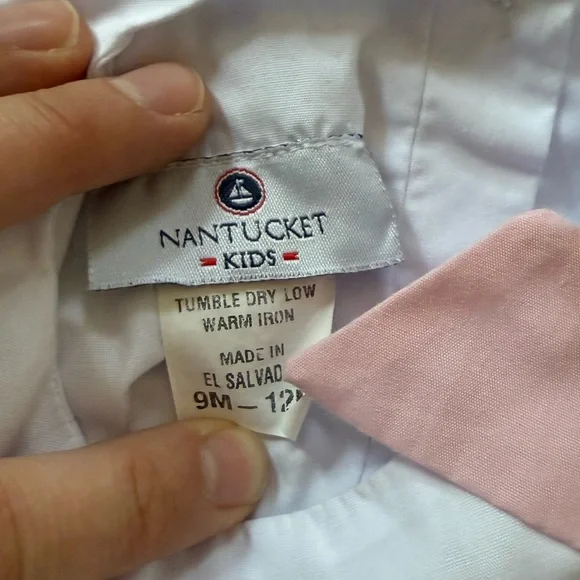 NANTUCKET
KIDS
TUMBLE DRY LOW
WARM IRON
MADE IN
EL SALVAD
9M - 12